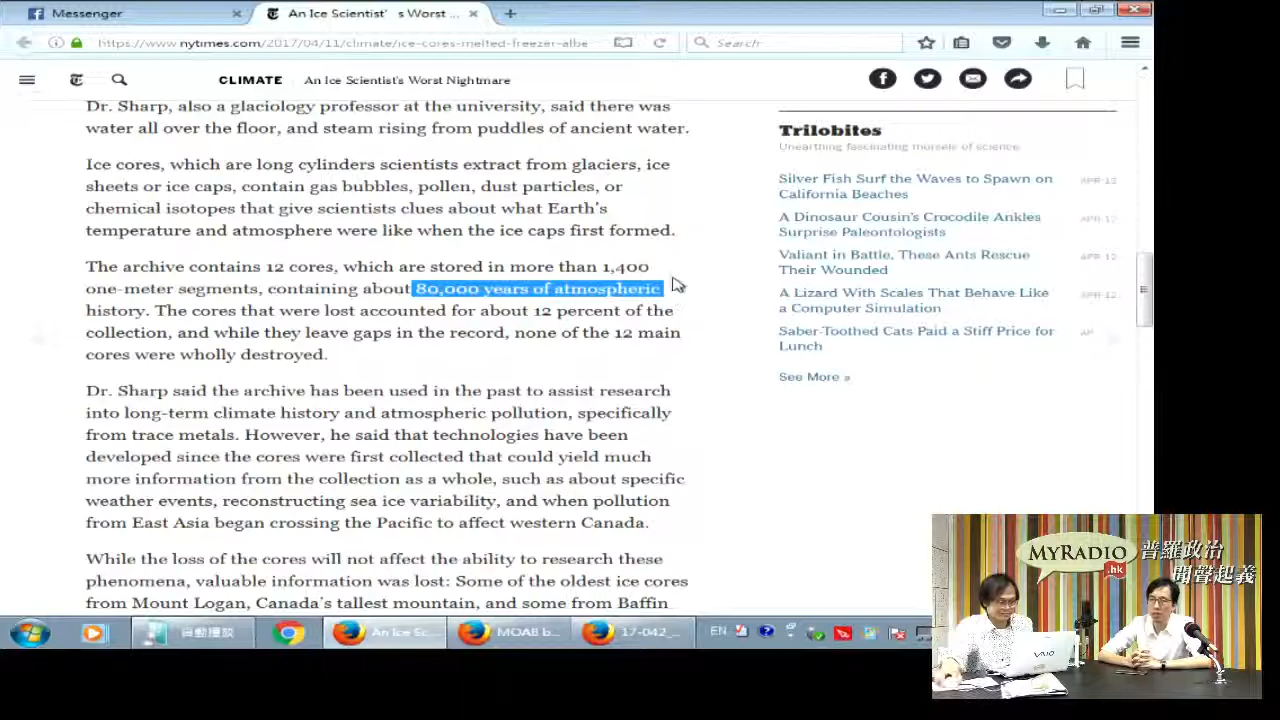 Messenger
An Ice Scientist's Worst ...
https://www.nytimes.com/2017/04/11/climate/ice-cores-melted-freezer-albe
Search
CLIMATE An Ice Scientist's Worst Nightmare
Dr. Sharp, also a glaciology professor at the university, said there was
water all over the floor, and steam rising from puddles of ancient water.
Ice cores, which are long cylinders scientists extract from glaciers, ice
sheets or ice caps, contain gas bubbles, pollen, dust particles, or
chemical isotopes that give scientists clues about what Earth's
temperature and atmosphere were like when the ice caps first formed.
The archive contains 12 cores, which are stored in more than 1,400
one-meter segments, containing about 80,000 years of atmospheric
history. The cores that were lost accounted for about 12 percent of the
collection, and while they leave gaps in the record, none of the 12 main
cores were wholly destroyed.
Dr. Sharp said the archive has been used in the past to assist research
into long-term climate history and atmospheric pollution, specifically
from trace metals. However, he said that technologies have been
developed since the cores were first collected that could yield much
more information from the collection as a whole, such as about specific
weather events, reconstructing sea ice variability, and when pollution
from East Asia began crossing the Pacific to affect western Canada.
While the loss of the cores will not affect the ability to research these
phenomena, valuable information was lost: Some of the oldest ice cores
from Mount Logan, Canada's tallest mountain, and some from Baffin
Trilobites
Unearthing fascinating morsels of science.
Silver Fish Surf the Waves to Spawn on
California Beaches
A Dinosaur Cousin's Crocodile Ankles
Surprise Paleontologists
APR 12
Valiant in Battle, These Ants Rescue
Their Wounded
APR 12
A Lizard With Scales That Behave Like
a Computer Simulation
APR 12
Saber-Toothed Cats Paid a Stiff Price for
Lunch
See More »
An Ice Sc...
MOAB b...
17-042_...
EN
MYRADIO
.hk
普羅政治
開聲起義
VAIO